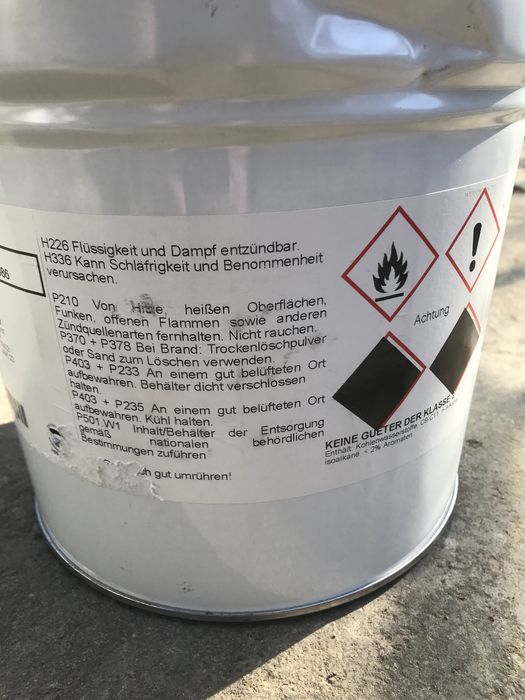 86
H226 Flüssigkeit und Dampf entzündbar.
H336 Kann Schläfrigkeit und Benommenheit
verursachen.
P210 Von Hitze, heißen Oberflächen,
Funken, offenen Flammen sowie anderen
Zündquellenarten fernhalten. Nicht rauchen.
P370 + P378 Bei Brand: Trockenlöschpulver
oder Sand zum Löschen verwenden.
P403 + P233 An einem gut belüfteten Ort
aufbewahren. Behälter dicht verschlossen
halten.
P403 + P235 An einem gut belüfteten Ort
aufbewahren. Kühl halten.
P501.W1 Inhalt/Behälter der Entsorgung
gemäß nationalen behördlichen
Bestimmungen zuführen
gut umrühren!
Achtung
KEINE GUETER DER KLASSE
Enthält: Kohlenwasserstoffe, C9-C11
isoalkane, < 2% Aromaten